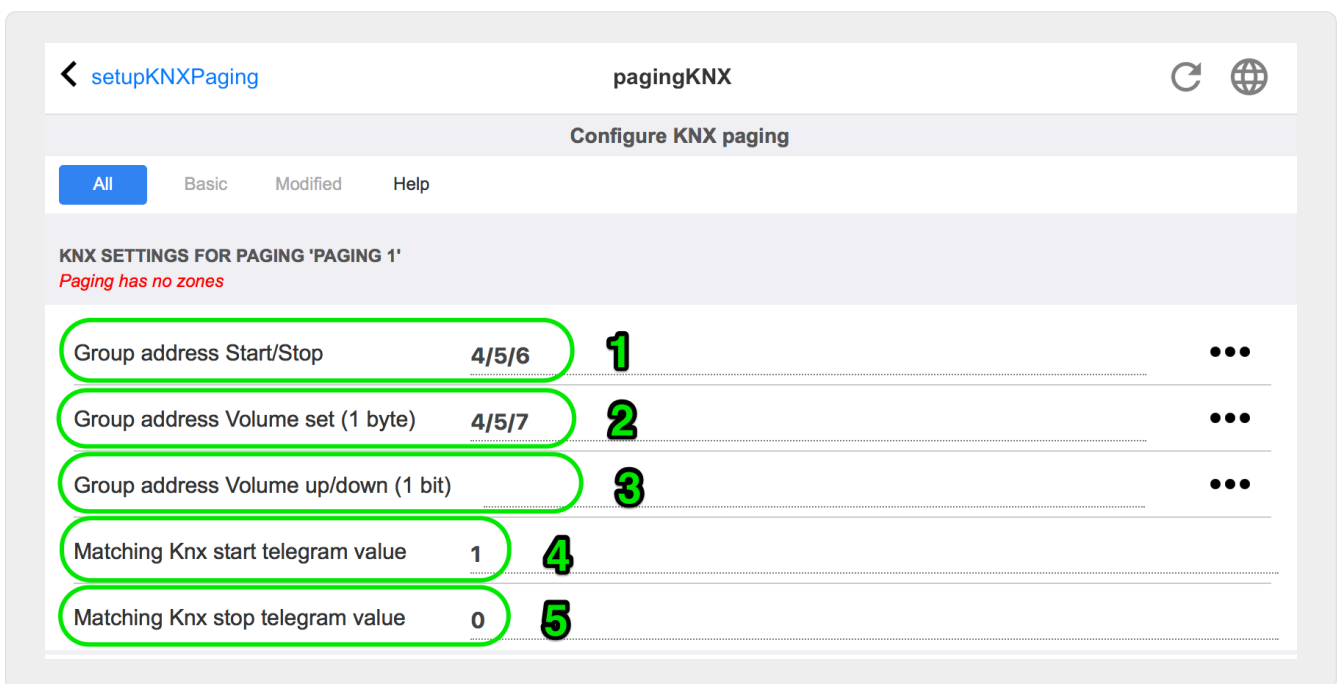 setupKNXPaging pagingKNX
Configure KNX paging
All Basic Modified Help
KNX SETTINGS FOR PAGING 'PAGING 1'
Paging has no zones
Group address Start/Stop 4/5/6 1
Group address Volume set (1 byte) 4/5/7 2
Group address Volume up/down (1 bit) 3
Matching Knx start telegram value 1 4
Matching Knx stop telegram value 0 5